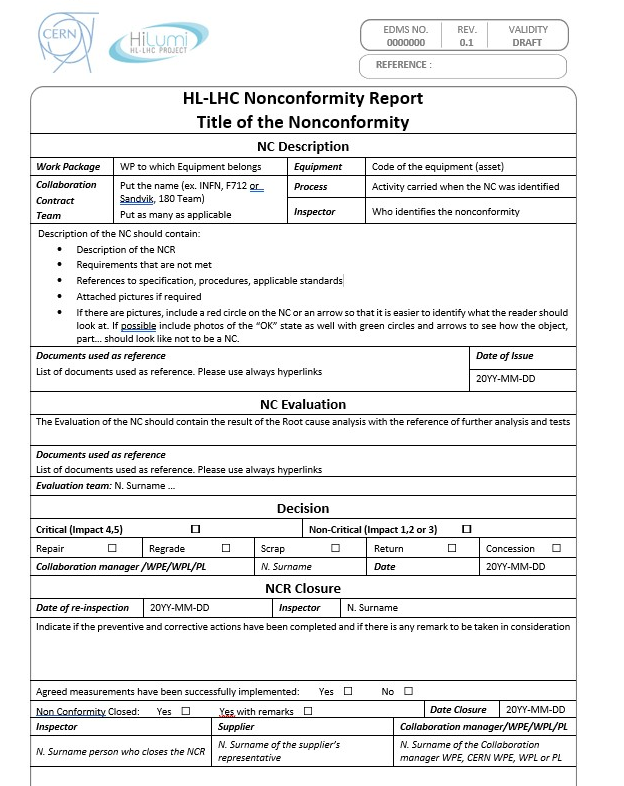 CERN
HiLumi
HL-LHC PROJECT
EDMS NO. REV. VALIDITY
0000000 0.1 DRAFT
REFERENCE :
HL-LHC Nonconformity Report
Title of the Nonconformity
NC Description
Work Package WP to which Equipment belongs Equipment Code of the equipment (asset)
Collaboration
Contract
Team
Put the name (ex. INFN, F712 or
Sandvik, 180 Team)
Put as many as applicable
Process Activity carried when the NC was identified
Inspector Who identifies the nonconformity
Description of the NC should contain:
• Description of the NCR
• Requirements that are not met
• References to specification, procedures, applicable standards
• Attached pictures if required
• If there are pictures, include a red circle on the NC or an arrow so that it is easier to identify what the reader should
look at. If possible include photos of the "OK" state as well with green circles and arrows to see how the object,
part... should look like not to be a NC.
Documents used as reference
List of documents used as reference. Please use always hyperlinks
Date of Issue
20YY-MM-DD
NC Evaluation
The Evaluation of the NC should contain the result of the Root cause analysis with the reference of further analysis and tests
Documents used as reference
List of documents used as reference. Please use always hyperlinks
Evaluation team: N. Surname ...
Decision
Critical (Impact 4,5) ☐ Non-Critical (Impact 1,2 or 3) ☐
Repair ☐ Regrade ☐ Scrap ☐ Return ☐ Concession ☐
Collaboration manager /WPE/WPL/PL N. Surname Date 20YY-MM-DD
NCR Closure
Date of re-inspection 20YY-MM-DD Inspector N. Surname
Indicate if the preventive and corrective actions have been completed and if there is any remark to be taken in consideration
Agreed measurements have been successfully implemented: Yes ☐ No ☐
Non Conformity Closed: Yes ☐ Yes with remarks ☐ Date Closure 20YY-MM-DD
Inspector Supplier Collaboration manager/WPE/WPL/PL
N. Surname person who closes the NCR
N. Surname of the supplier's
representative
N. Surname of the Collaboration
manager WPE, CERN WPE, WPL or PL